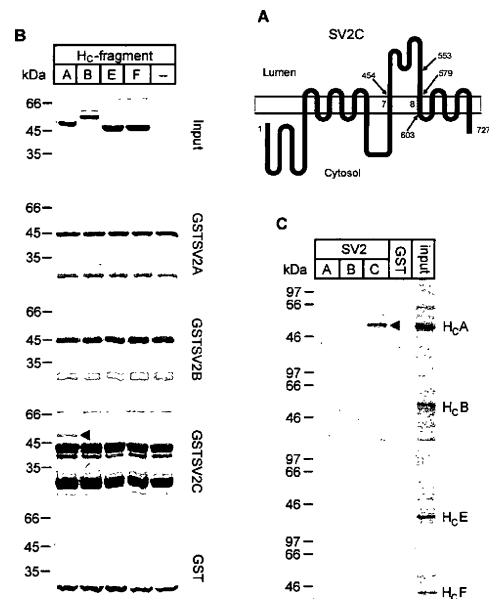 A
SV2C
Lumen
454
553
579
7
8
603
1
727
Cytosol
B
HC-fragment
kDa
A B E F –
66
45
35
Input
66
45
35
GSTSV2A
66
45
35
GSTSV2B
66
45
35
GSTSV2C
66
45
35
GST
C
SV2
GST
input
kDa
A B C
97
66
46
HCA
97
66
46
HCB
97
66
46
HCE
97
66
46
HCF